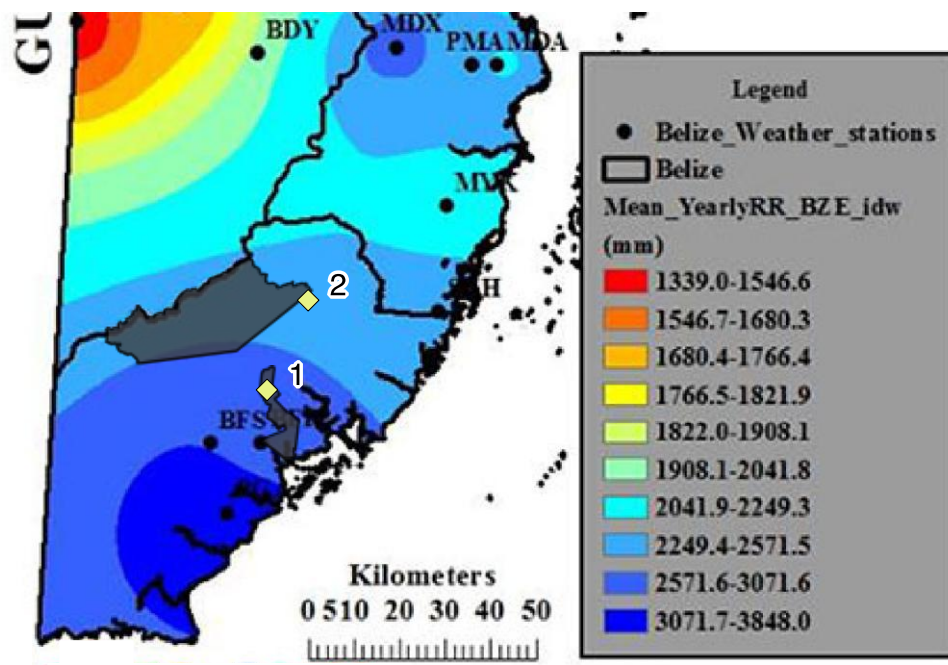 GU
BDY
MDX
PMA MDA
Legend
Belize_Weather_stations
Belize
Mean_YearlyRR_BZE_idw
(mm)
1339.0-1546.6
1546.7-1680.3
1680.4-1766.4
1766.5-1821.9
1822.0-1908.1
1908.1-2041.8
2041.9-2249.3
2249.4-2571.5
2571.6-3071.6
3071.7-3848.0
2
1
BFS
Kilometers
0 5 10 20 30 40 50